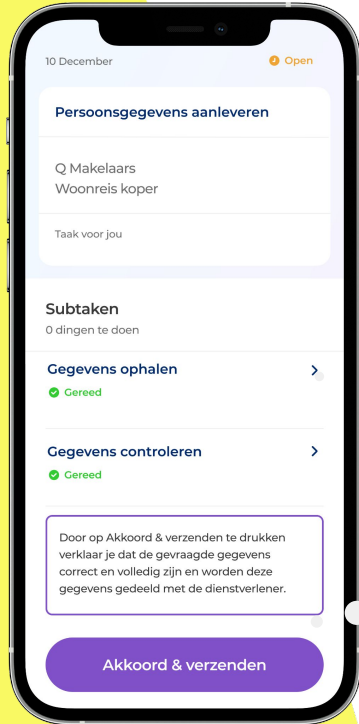 10 December
Open
Persoonsgegevens aanleveren
Q Makelaars
Woonreis koper
Taak voor jou
Subtaken
0 dingen te doen
Gegevens ophalen
Gereed
Gegevens controleren
Gereed
Door op Akkoord & verzenden te drukken
verklaar je dat de gevraagde gegevens
correct en volledig zijn en worden deze
gegevens gedeeld met de dienstverlener.
Akkoord & verzenden